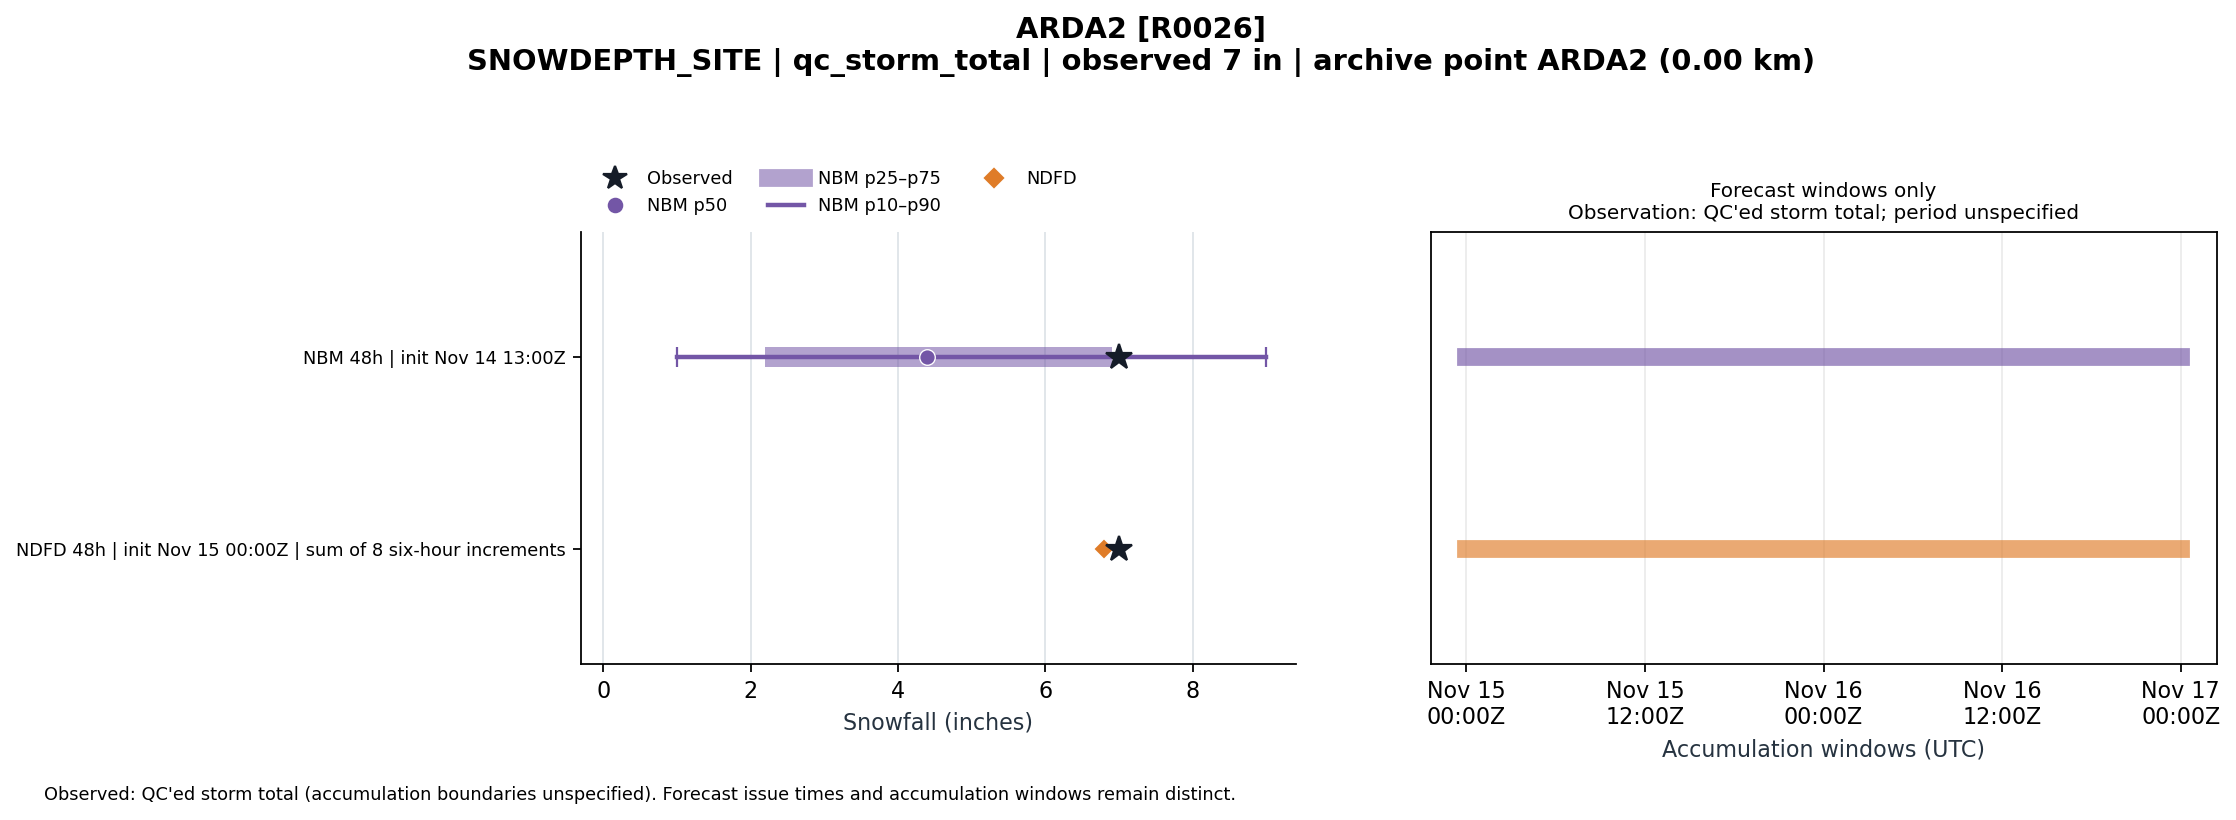 ARDA2 [R0026]
SNOWDEPTH_SITE | qc_storm_total | observed 7 in | archive point ARDA2 (0.00 km)
Observed
NBM p50
NBM p25–p75
NBM p10–p90
NDFD
NBM 48h | init Nov 14 13:00Z
NDFD 48h | init Nov 15 00:00Z | sum of 8 six-hour increments
0
2
4
6
8
Snowfall (inches)
Forecast windows only
Observation: QC'ed storm total; period unspecified
Nov 15
00:00Z
Nov 15
12:00Z
Nov 16
00:00Z
Nov 16
12:00Z
Nov 17
00:00Z
Accumulation windows (UTC)
Observed: QC'ed storm total (accumulation boundaries unspecified). Forecast issue times and accumulation windows remain distinct.